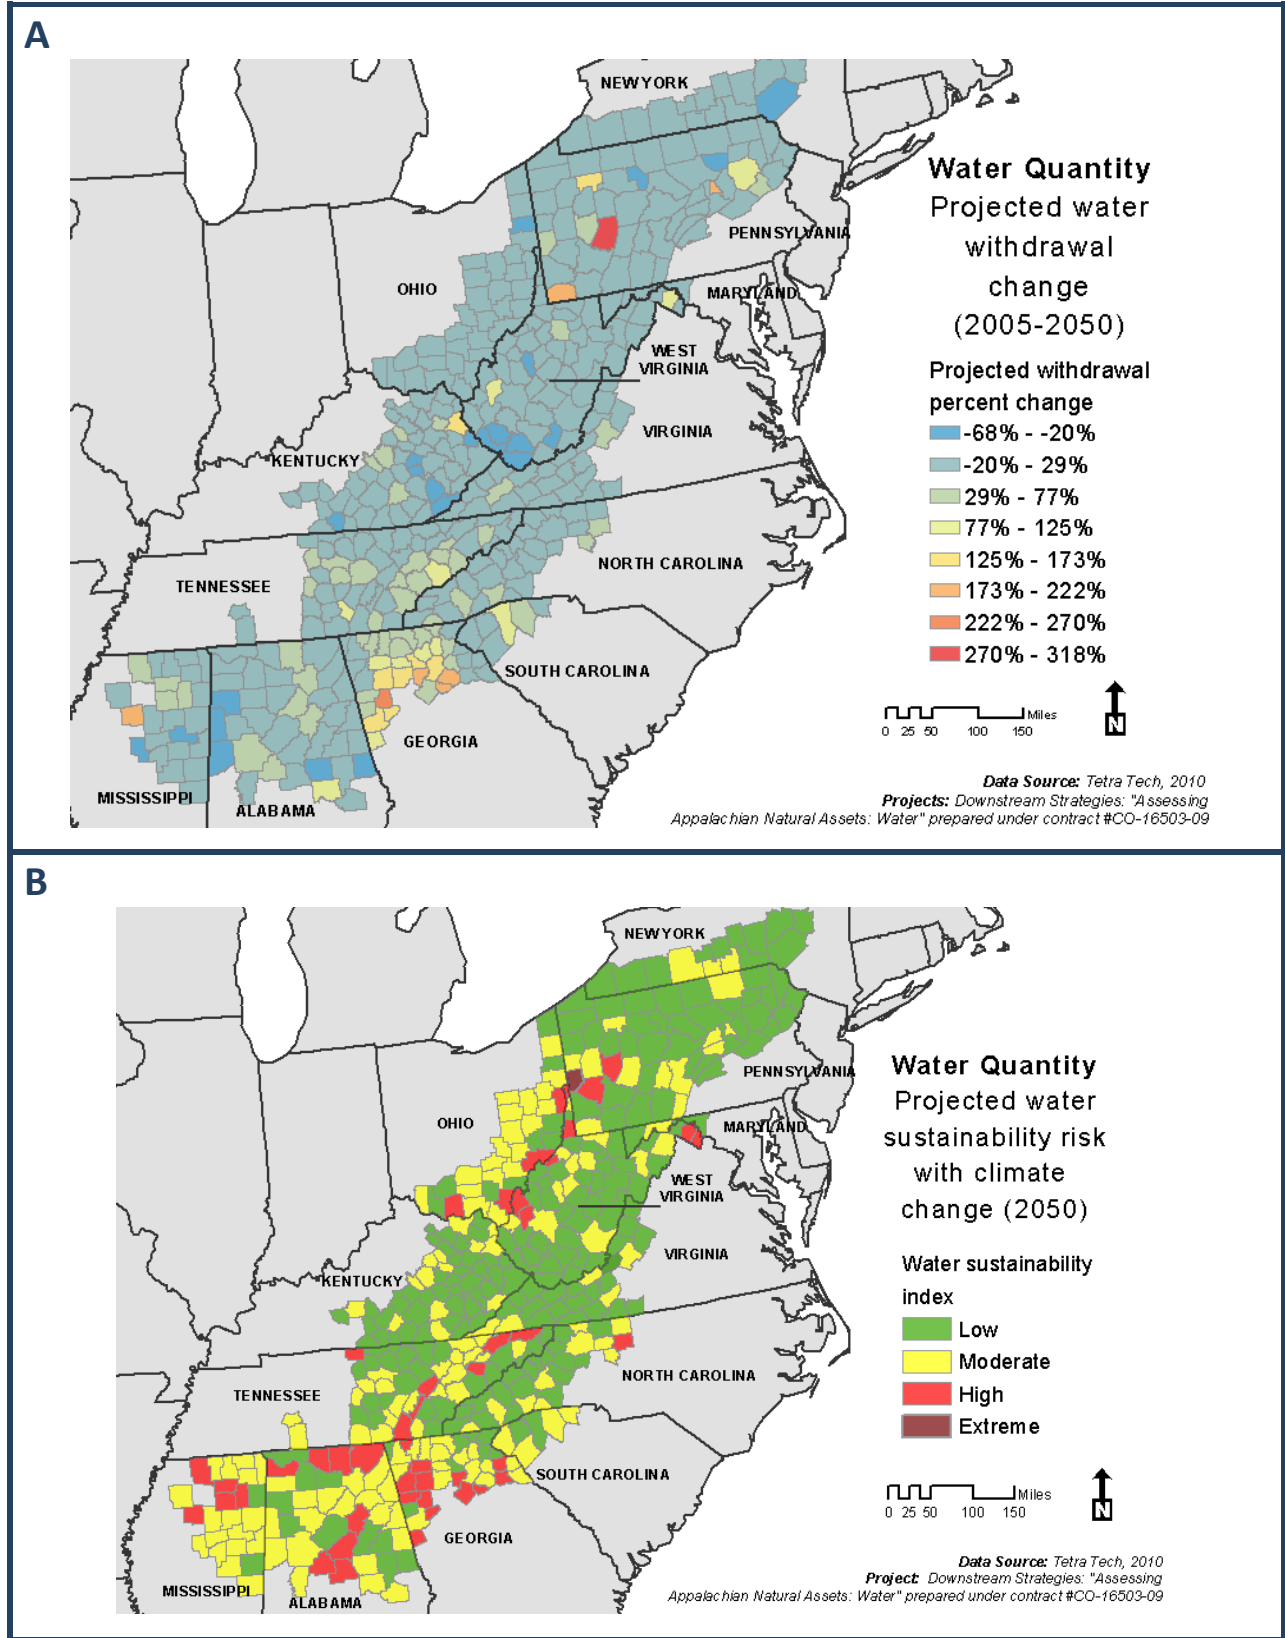 A
NEW YORK
PENNSYLVANIA
OHIO
MARYLAND
WEST
VIRGINIA
VIRGINIA
KENTUCKY
NORTH CAROLINA
TENNESSEE
SOUTH CAROLINA
GEORGIA
MISSISSIPPI
ALABAMA
Water Quantity
Projected water
withdrawal
change
(2005-2050)
Projected withdrawal
percent change
-68% - -20%
-20% - 29%
29% - 77%
77% - 125%
125% - 173%
173% - 222%
222% - 270%
270% - 318%
Miles
0 25 50 100 150
N
Data Source: Tetra Tech, 2010
Projects: Downstream Strategies: "Assessing
Appalachian Natural Assets: Water" prepared under contract #CO-16503-09
B
NEW YORK
PENNSYLVANIA
OHIO
MARYLAND
WEST
VIRGINIA
VIRGINIA
KENTUCKY
NORTH CAROLINA
TENNESSEE
SOUTH CAROLINA
GEORGIA
MISSISSIPPI
ALABAMA
Water Quantity
Projected water
sustainability risk
with climate
change (2050)
Water sustainability
index
Low
Moderate
High
Extreme
Miles
0 25 50 100 150
N
Data Source: Tetra Tech, 2010
Project: Downstream Strategies: "Assessing
Appalachian Natural Assets: Water" prepared under contract #CO-16503-09